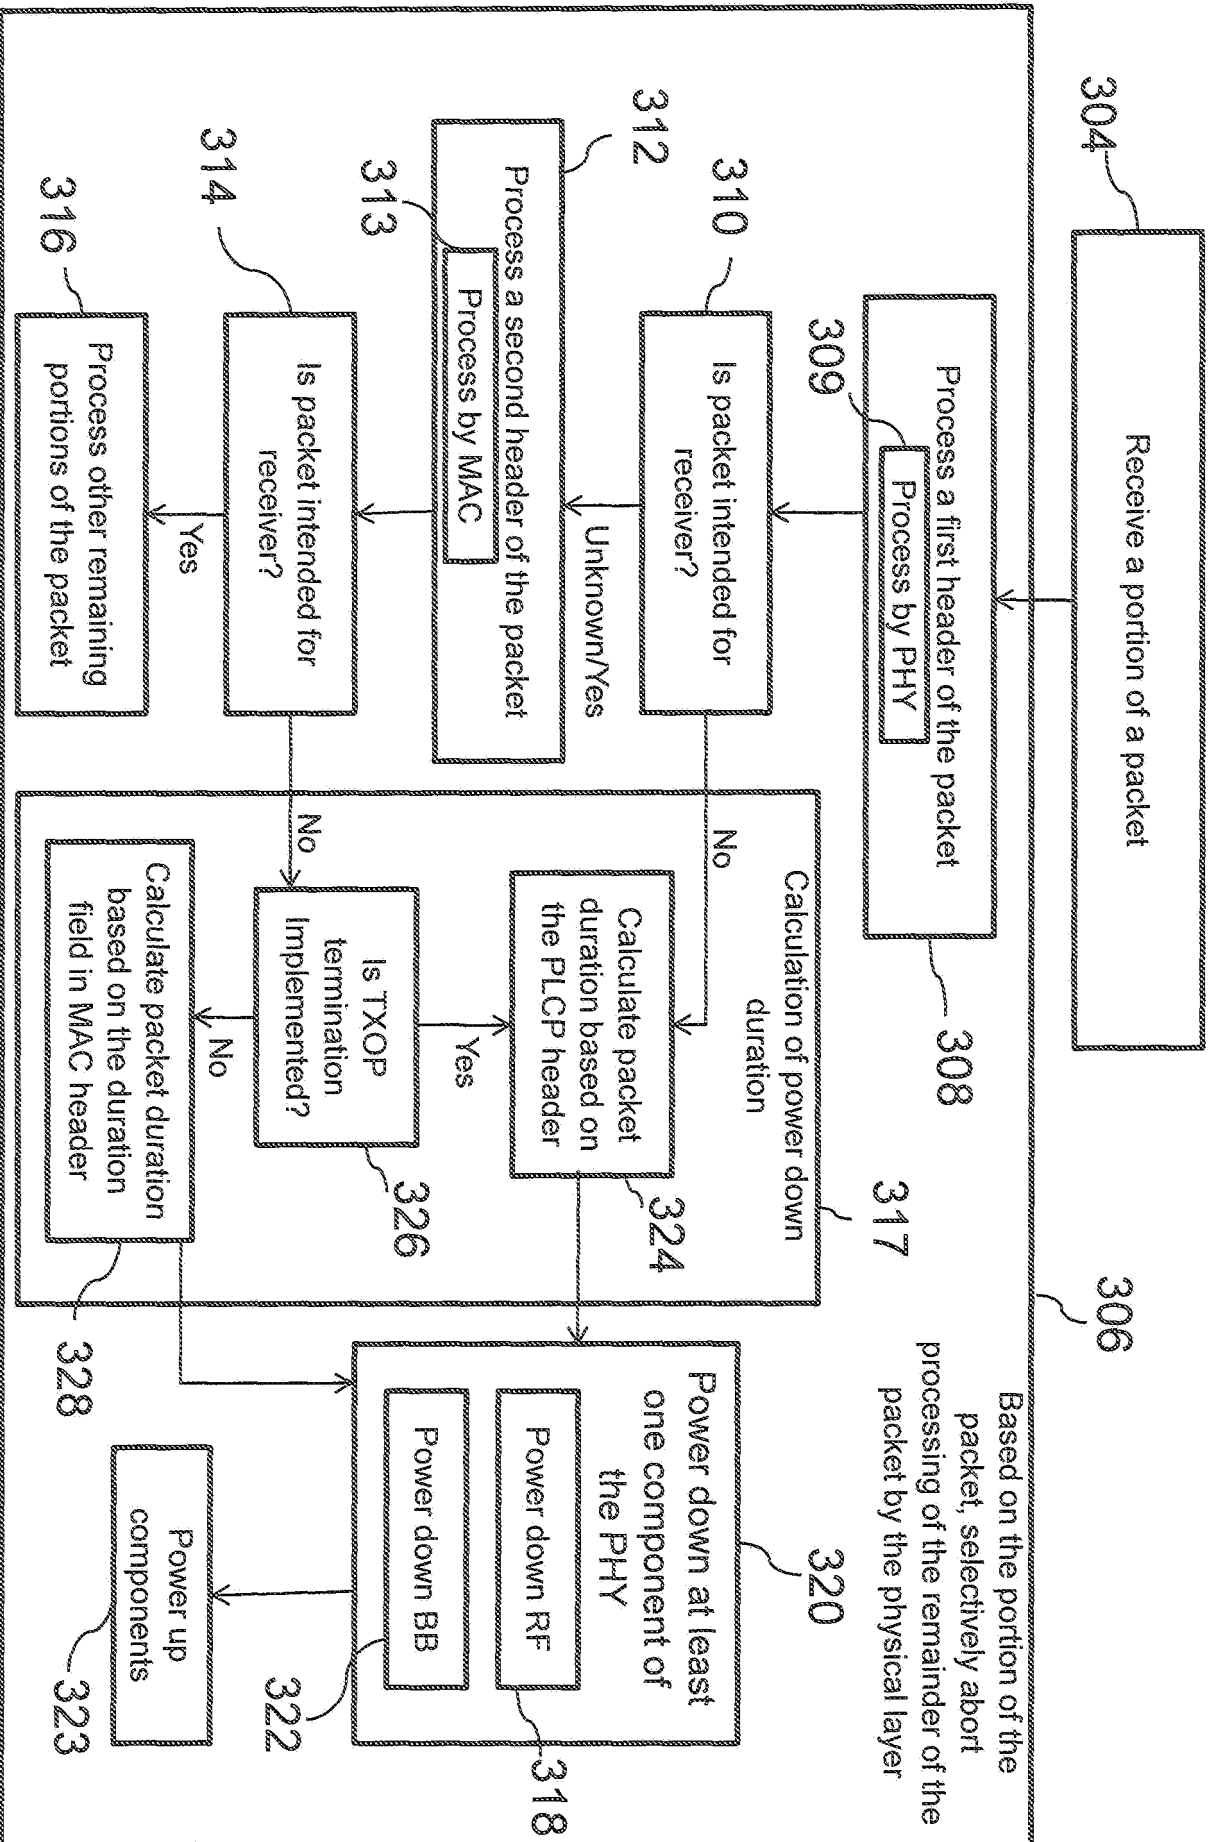 304
Receive a portion of a packet
306
Based on the portion of the
packet, selectively abort
processing of the remainder of the
packet by the physical layer
Process a first header of the packet
309
Process by PHY
308
310
Is packet intended for
receiver?
No
Unknown/Yes
312
Process a second header of the packet
313
Process by MAC
314
Is packet intended for
receiver?
No
Yes
316
Process other remaining
portions of the packet
317
Calculation of power down
duration
Calculate packet
duration based on
the PLCP header
324
Yes
Is TXOP
termination
Implemented?
326
No
Calculate packet duration
based on the duration
field in MAC header
328
320
Power down at least
one component of
the PHY
Power down RF
318
Power down BB
322
Power up
components
323